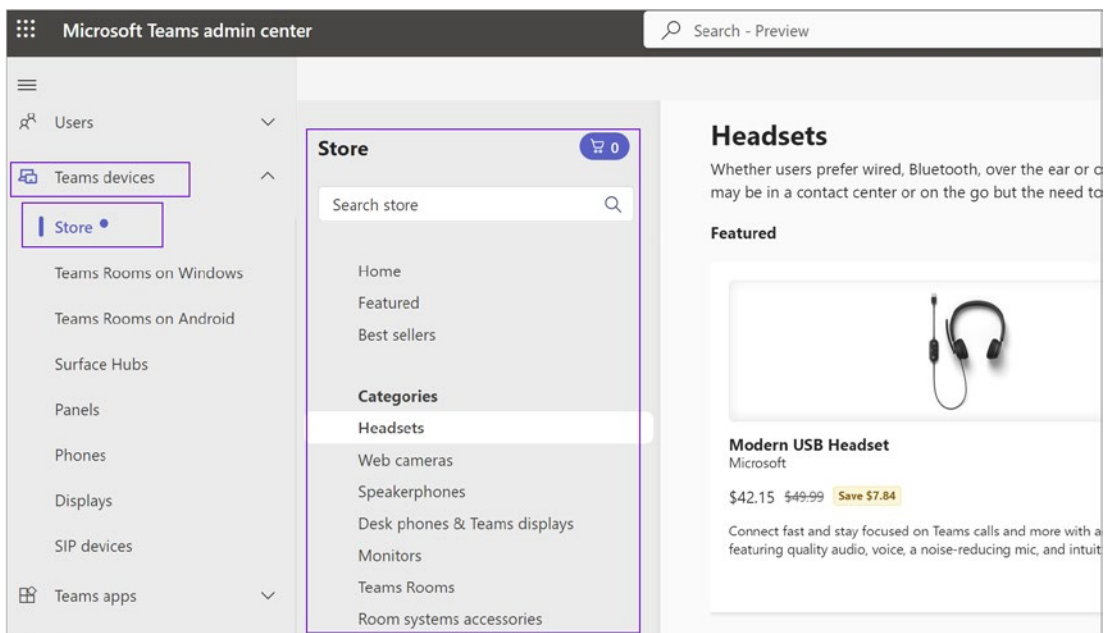 Microsoft Teams admin center
Search - Preview
Users
Teams devices
Store
Teams Rooms on Windows
Teams Rooms on Android
Surface Hubs
Panels
Phones
Displays
SIP devices
Teams apps
Store
0
Search store
Home
Featured
Best sellers
Categories
Headsets
Web cameras
Speakerphones
Desk phones & Teams displays
Monitors
Teams Rooms
Room systems accessories
Headsets
Whether users prefer wired, Bluetooth, over the ear or
may be in a contact center or on the go but the need to
Featured
Modern USB Headset
Microsoft
$42.15 $49.99 Save $7.84
Connect fast and stay focused on Teams calls and more with a
featuring quality audio, voice, a noise-reducing mic, and